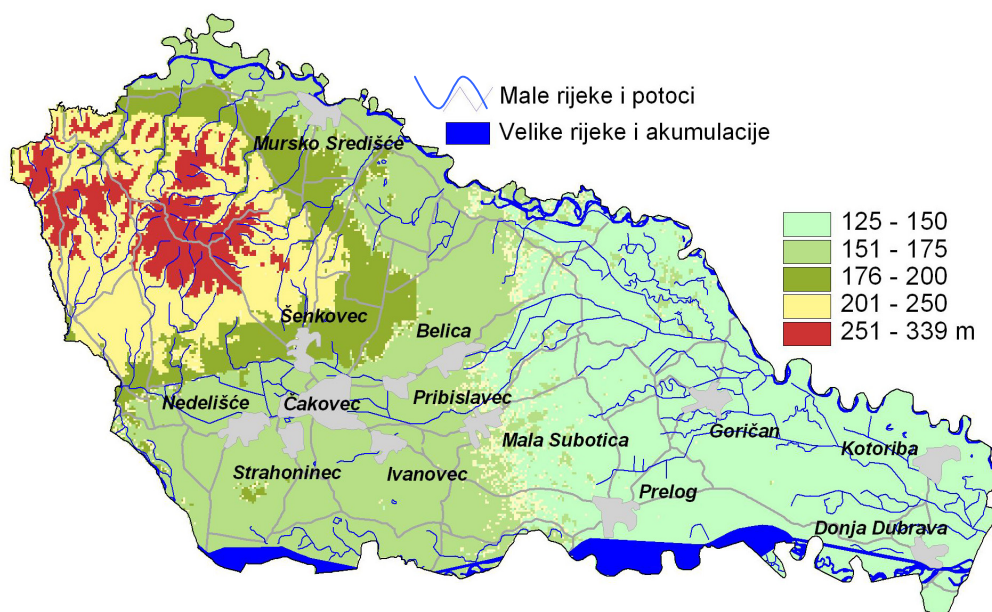 Male rijeke i potoci
Velike rijeke i akumulacije
Mursko Središće
125 - 150
151 - 175
176 - 200
201 - 250
251 - 339 m
Šenkovec
Belica
Nedelišće
Čakovec
Pribislavec
Mala Subotica
Goričan
Kotoriba
Strahoninec
Ivanovec
Prelog
Donja Dubrava